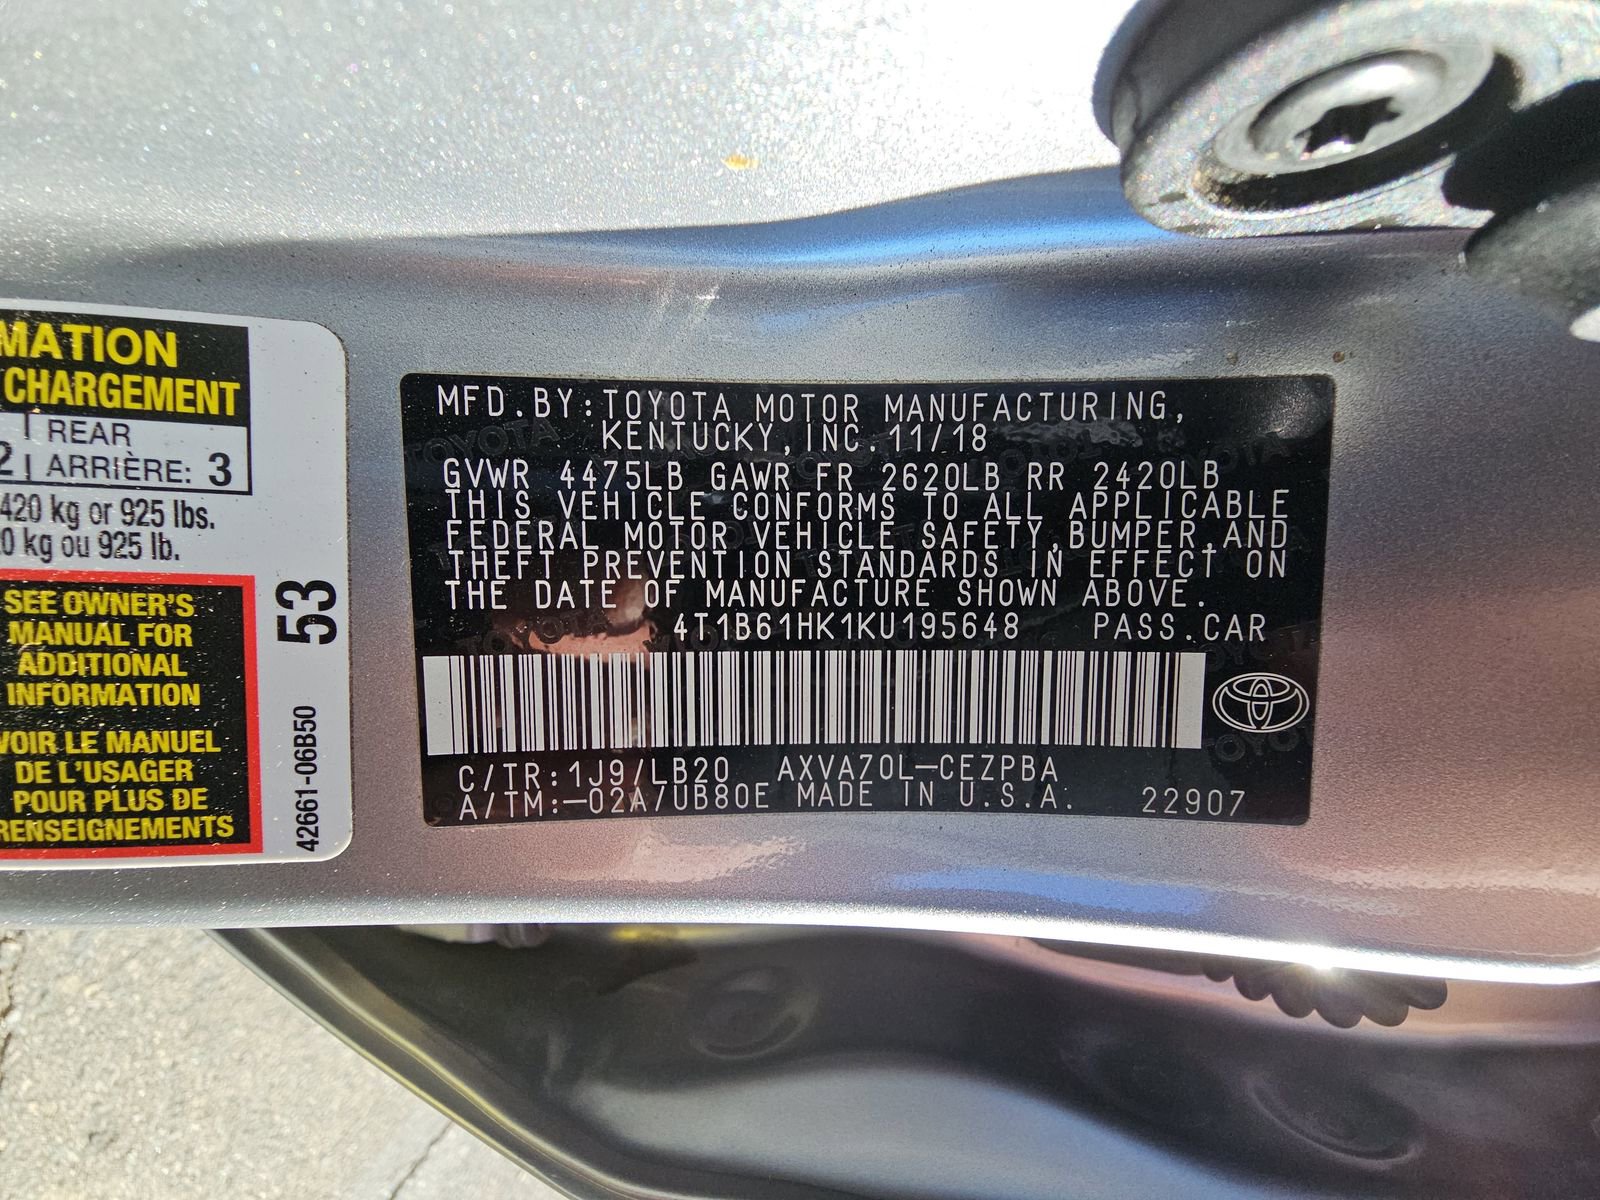 MATION
CHARGEMENT
REAR
2 ARRIÈRE: 3
420 kg or 925 lbs.
0 kg ou 925 lb.
SEE OWNER'S
MANUAL FOR
ADDITIONAL
INFORMATION
VOIR LE MANUEL
DE L'USAGER
POUR PLUS DE
RENSEIGNEMENTS
53
42661-06B50
MFD.BY:TOYOTA MOTOR MANUFACTURING,
KENTUCKY, INC. 11/18
GVWR 4475LB GAWR FR 2620LB RR 2420LB
THIS VEHICLE CONFORMS TO ALL APPLICABLE
FEDERAL MOTOR VEHICLE SAFETY,BUMPER,AND
THEFT PREVENTION STANDARDS IN EFFECT ON
THE DATE OF MANUFACTURE SHOWN ABOVE.
4T1B61HK1KU195648 PASS.CAR
C/TR:1J9/LB20 AXVA70L-CEZPBA
A/TM:-02A/UB80E MADE IN U.S.A. 22907